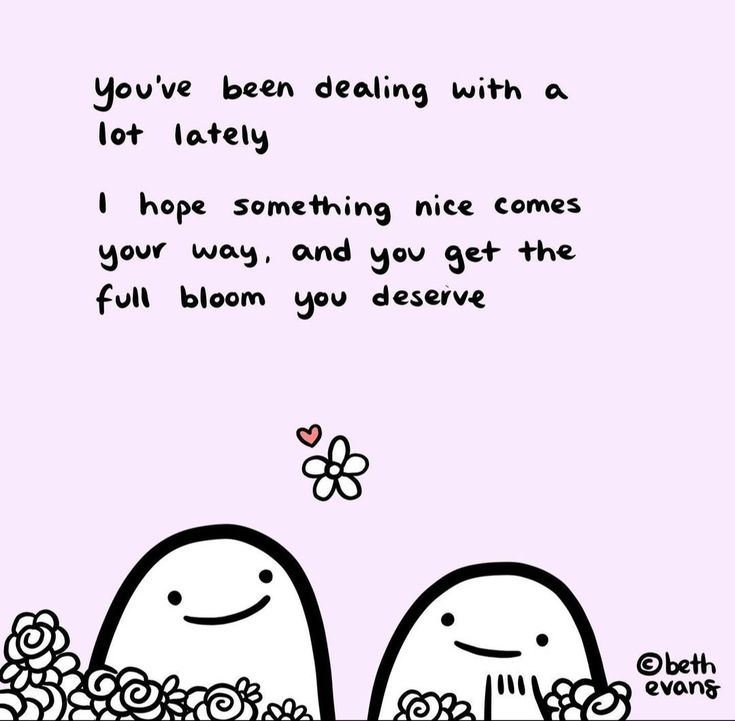 you've been dealing with a
lot lately
I hope something nice comes
your way, and you get the
full bloom you deserve
©beth
evans